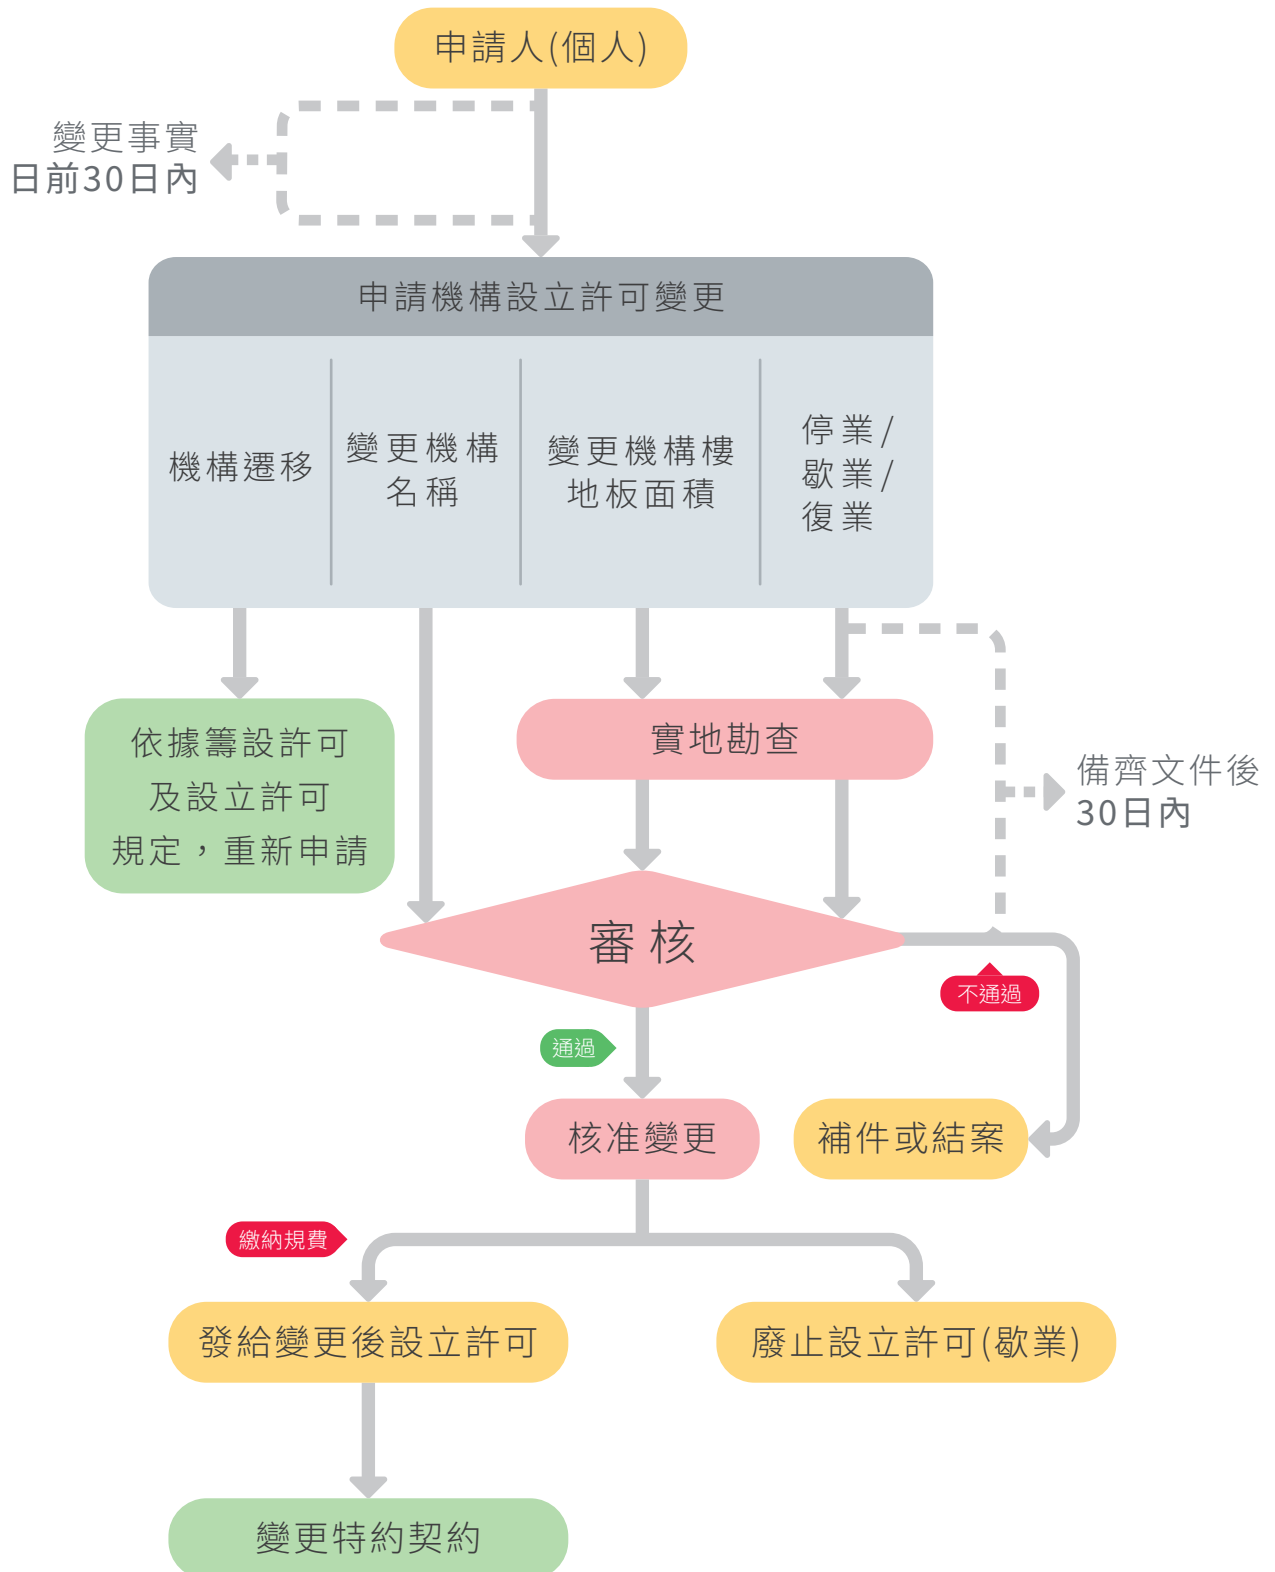 申請人(個人)
變更事實
日前30日內
申請機構設立許可變更
機構遷移
變更機構
名稱
變更機構樓
地板面積
停業/
歇業/
復業
依據籌設許可
及設立許可
規定，重新申請
實地勘查
備齊文件後
30日內
審核
不通過
通過
核准變更
補件或結案
繳納規費
發給變更後設立許可
廢止設立許可(歇業)
變更特約契約